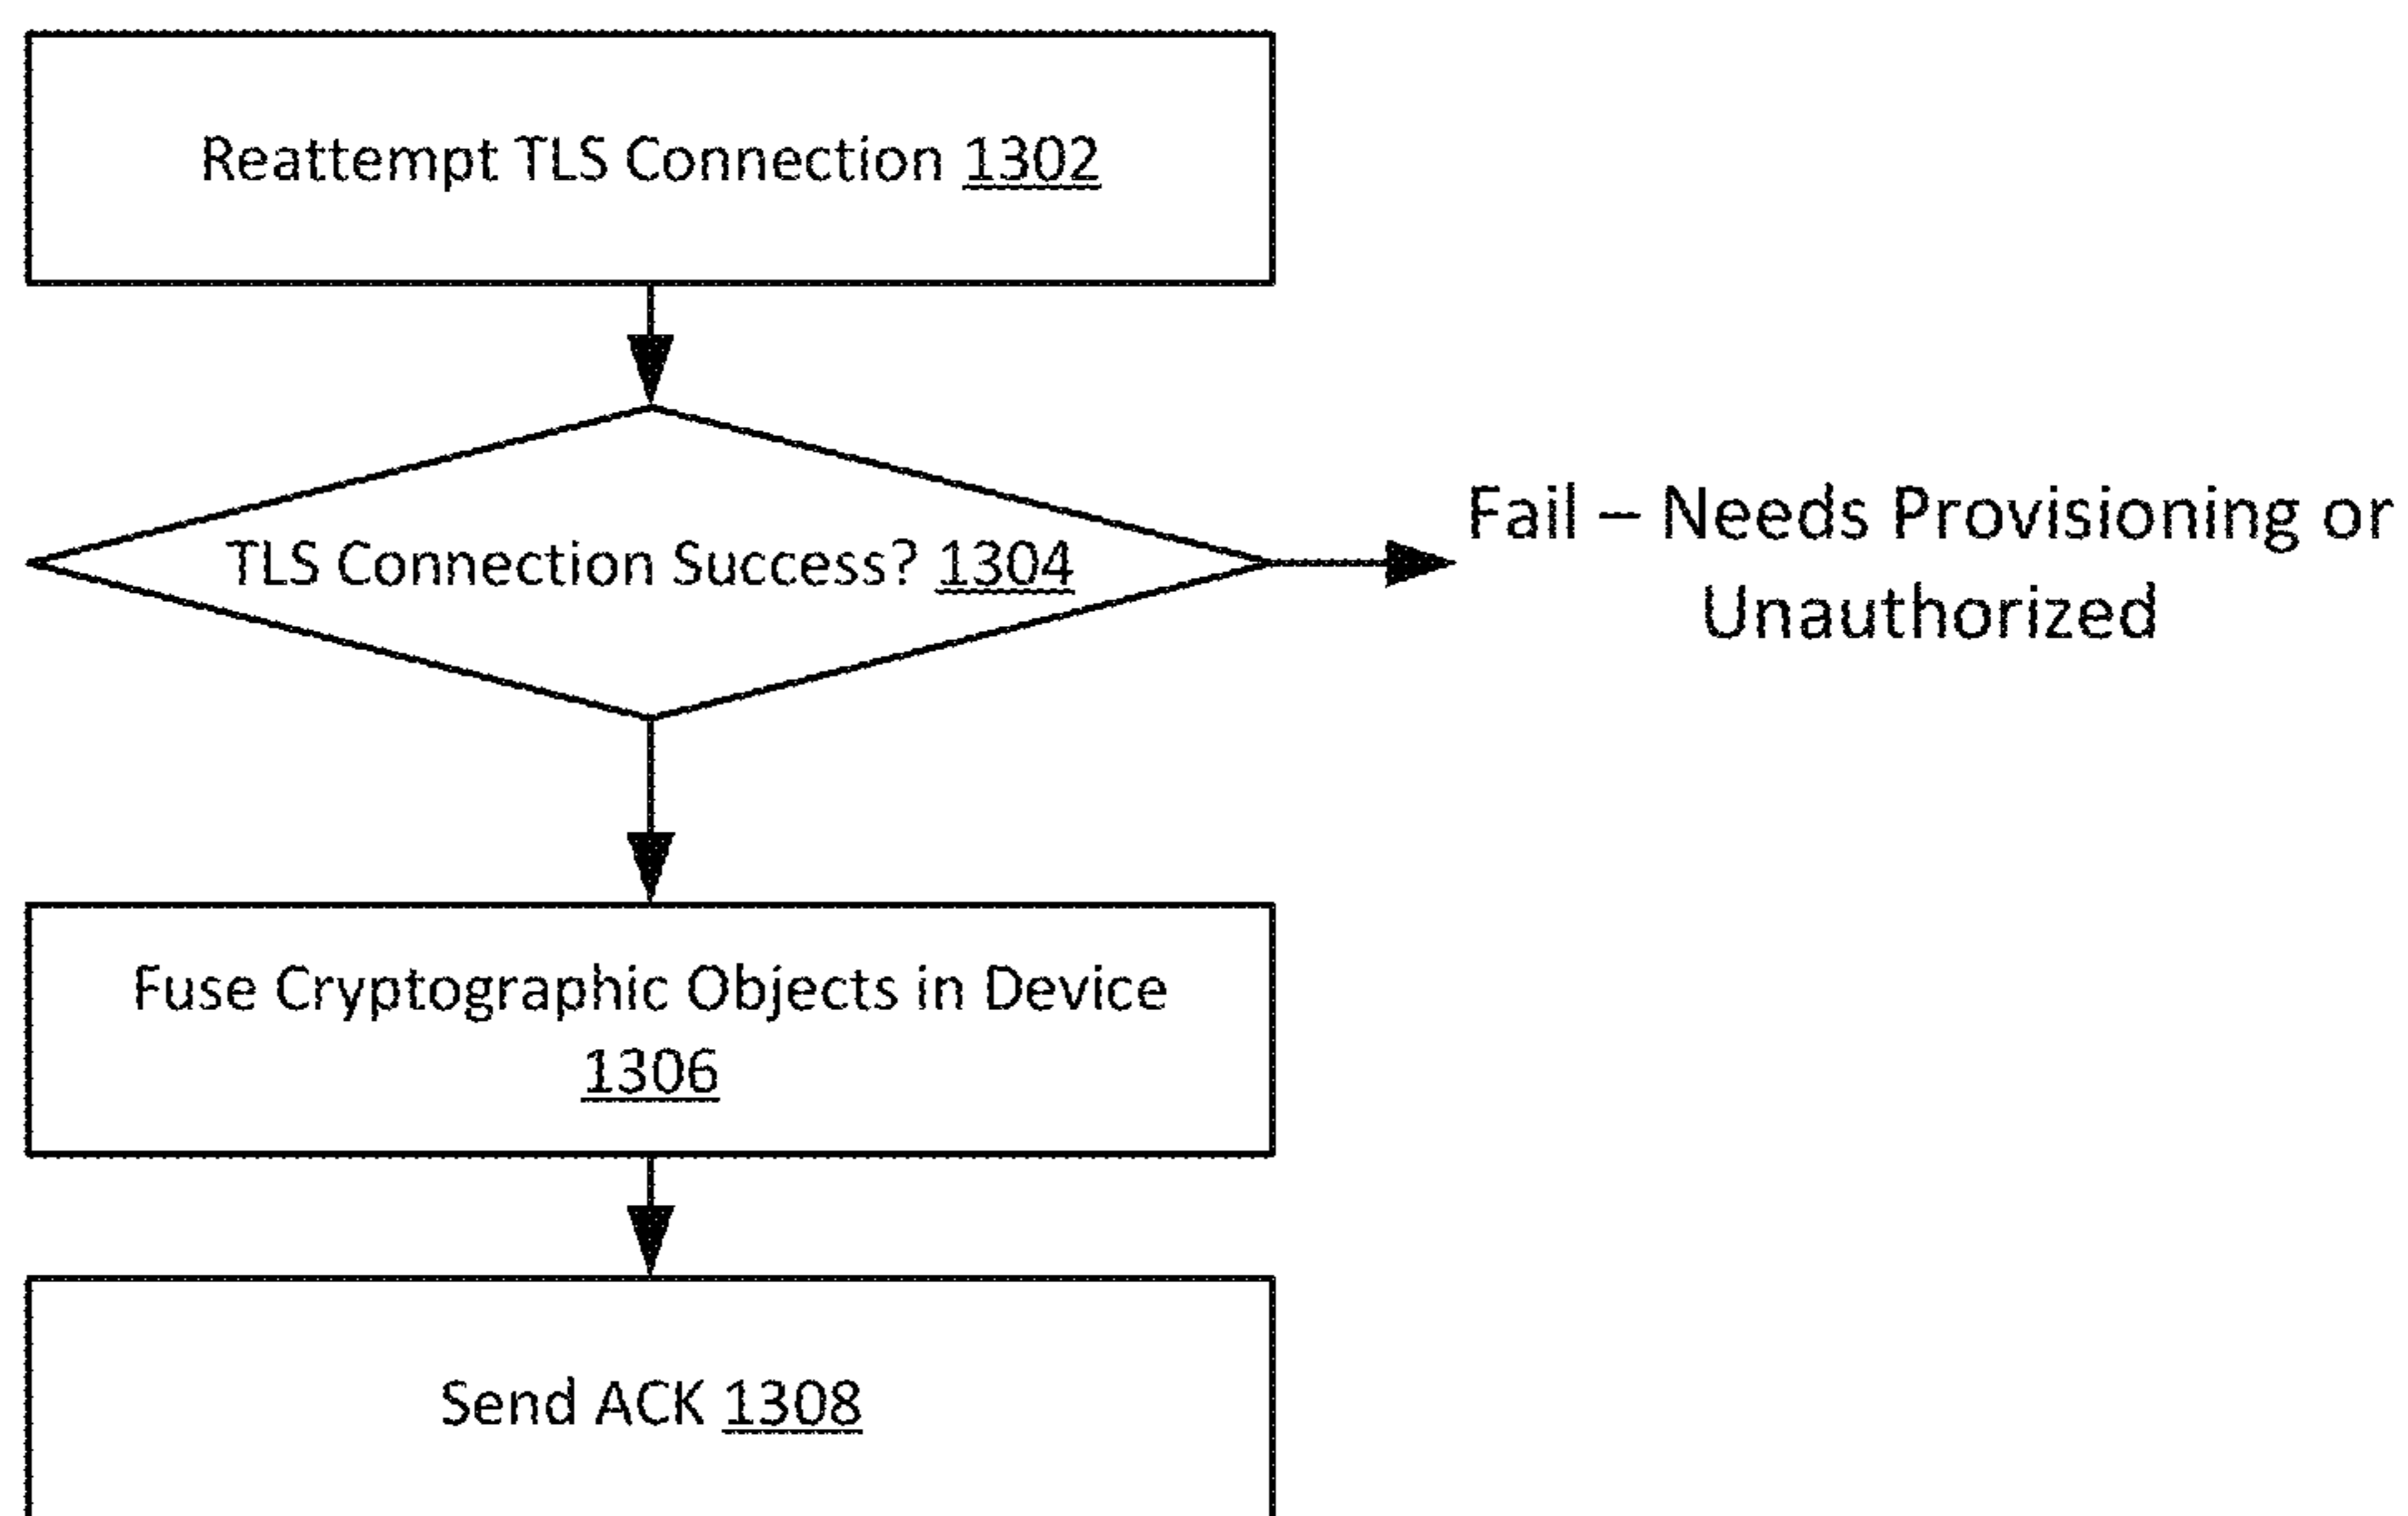 Reattempt TLS Connection 1302
TLS Connection Success? 1304
Fail – Needs Provisioning or
Unauthorized
Fuse Cryptographic Objects in Device
1306
Send ACK 1308